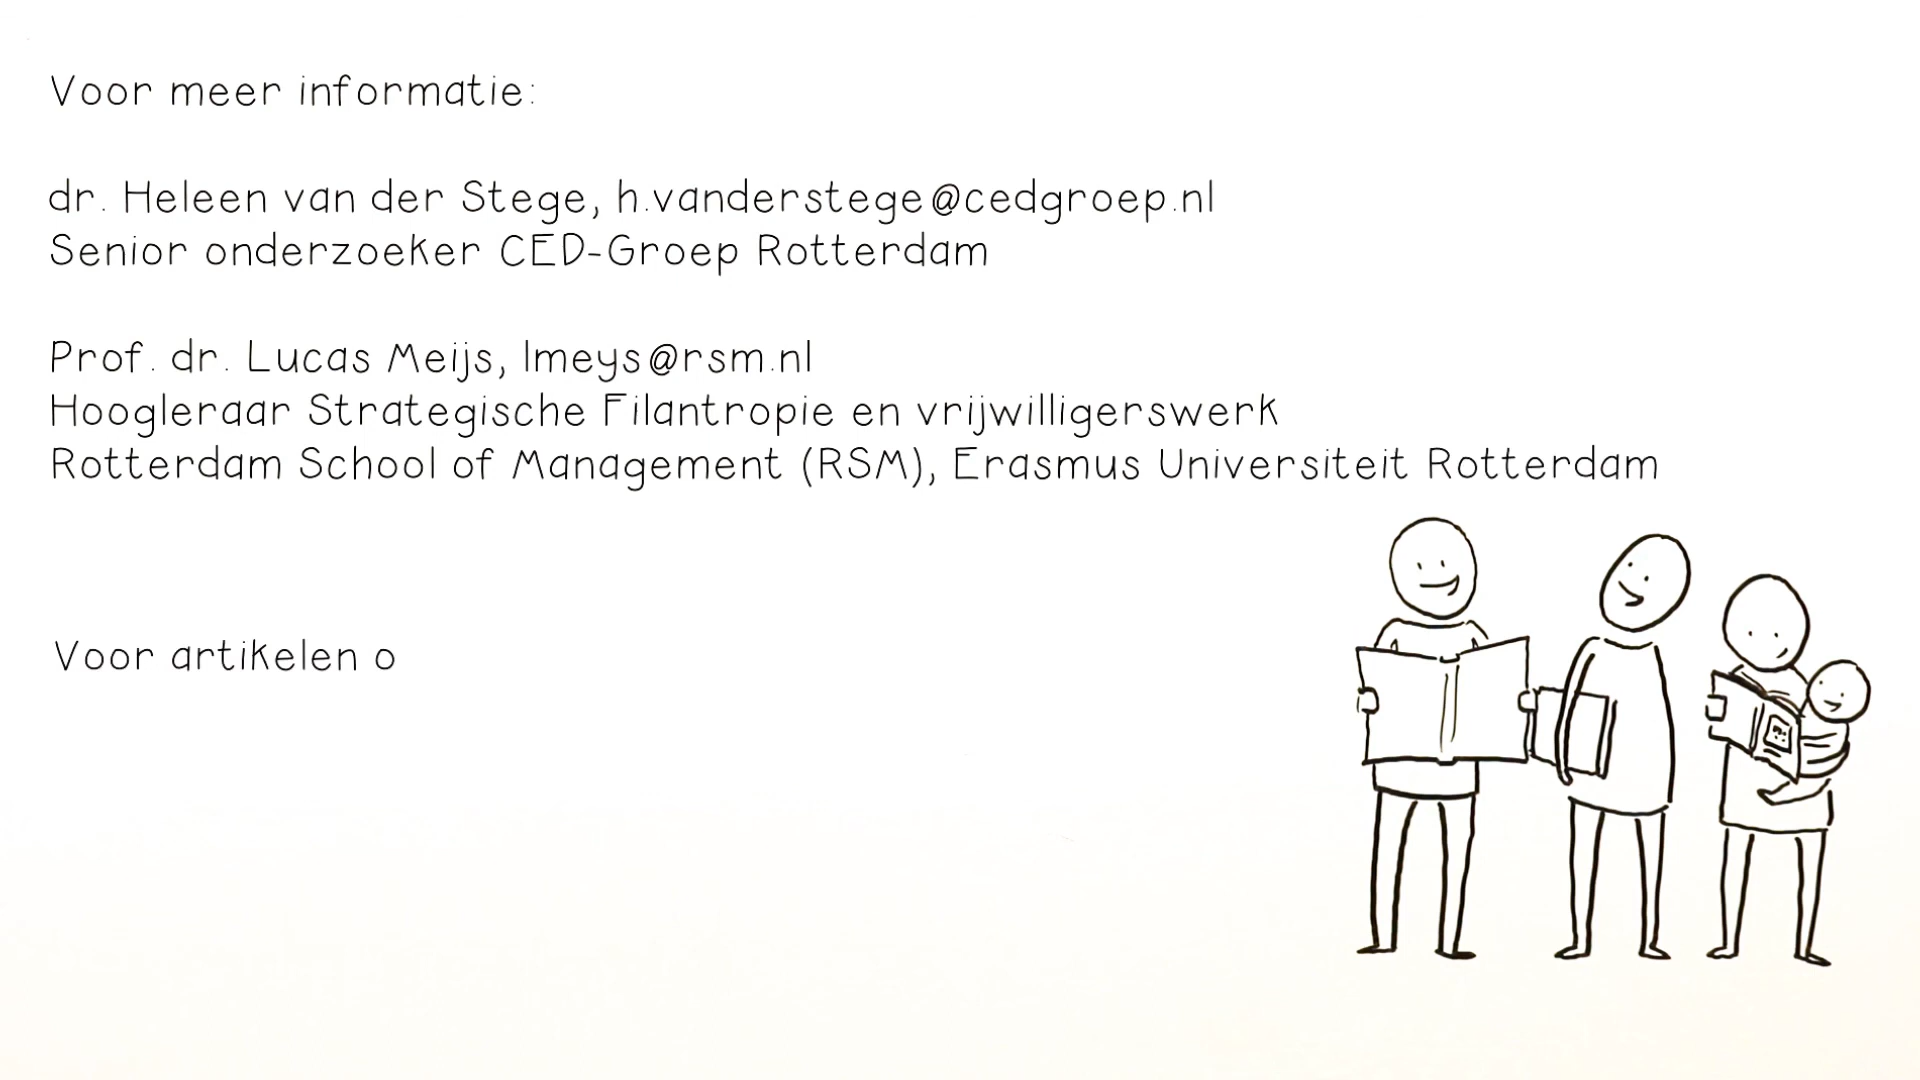 Voor meer informatie:
dr. Heleen van der Stege, h.vanderstege@cedgroep.nl
Senior onderzoeker CED-Groep Rotterdam
Prof. dr. Lucas Meijs, lmeys@rsm.nl
Hoogleraar Strategische Filantropie en vrijwilligerswerk
Rotterdam School of Management (RSM), Erasmus Universiteit Rotterdam
Voor artikelen o